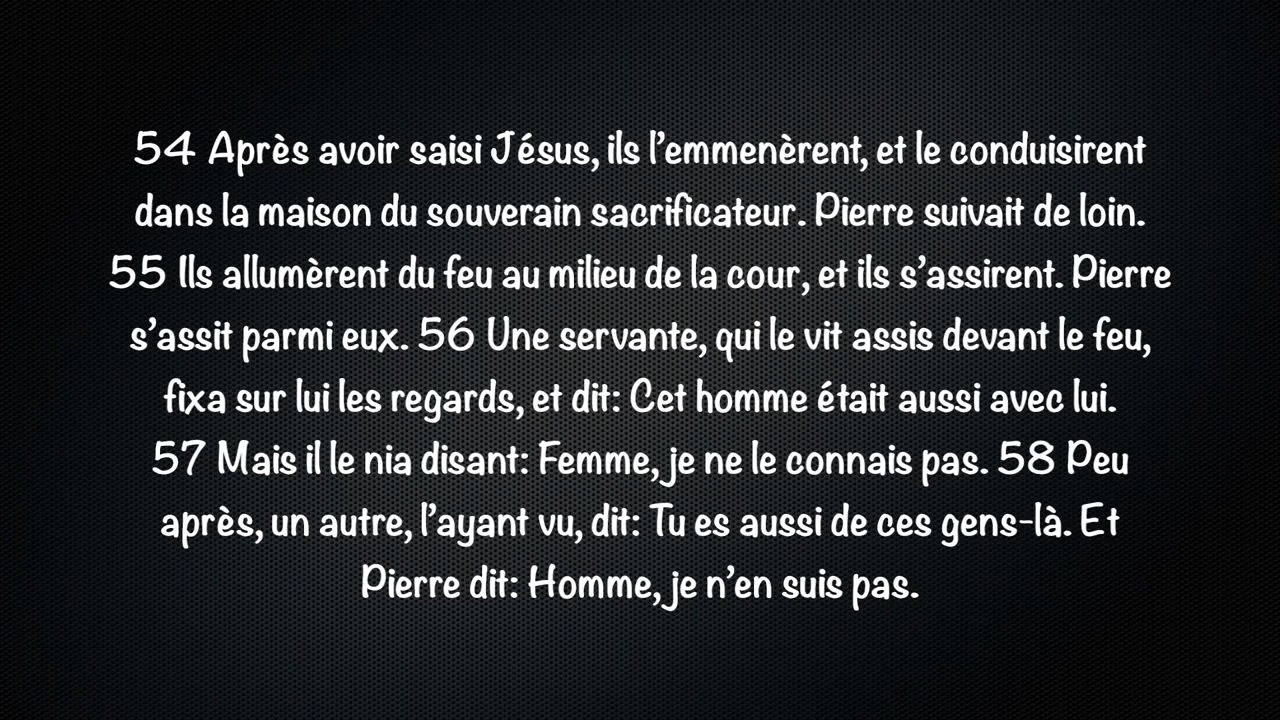 54 Après avoir saisi Jésus, ils l’emmenèrent, et le conduisirent
dans la maison du souverain sacrificateur. Pierre suivait de loin.
55 Ils allumèrent du feu au milieu de la cour, et ils s’assirent. Pierre
s’assit parmi eux. 56 Une servante, qui le vit assis devant le feu,
fixa sur lui les regards, et dit: Cet homme était aussi avec lui.
57 Mais il le nia disant: Femme, je ne le connais pas. 58 Peu
après, un autre, l’ayant vu, dit: Tu es aussi de ces gens-là. Et
Pierre dit: Homme, je n’en suis pas.